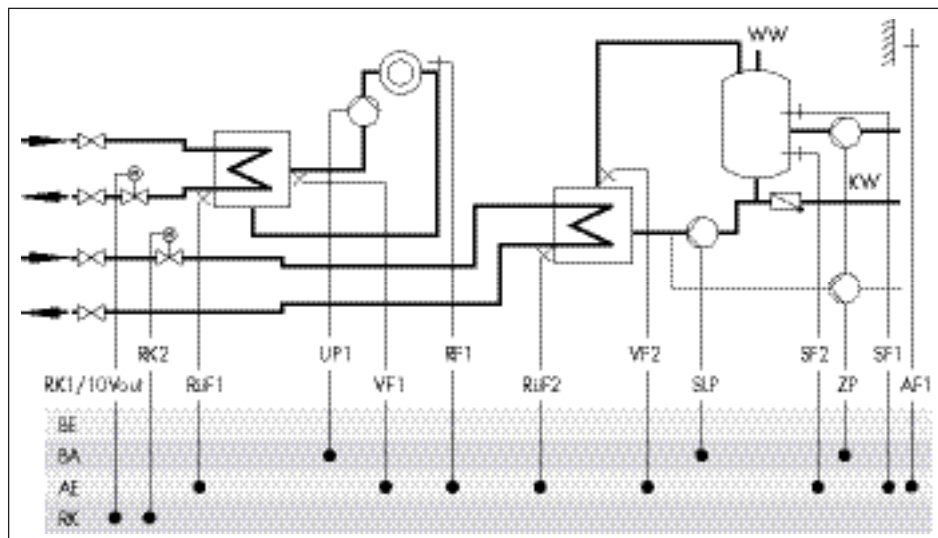 WW
KW
RK2 UP1 RF1 VF2 SF2 SF1
RK1/10Vout RüF1 VF1 RüF2 SLP ZP AF1
BE
BA
AE
RK